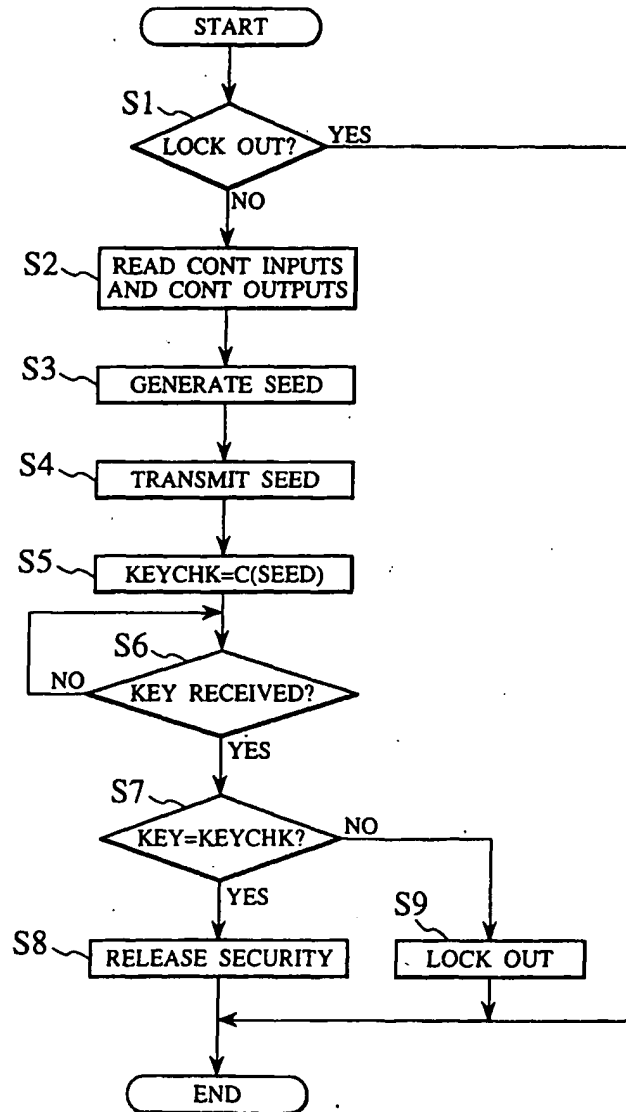 START
S1
LOCK OUT?
YES
NO
S2
READ CONT INPUTS
AND CONT OUTPUTS
S3
GENERATE SEED
S4
TRANSMIT SEED
S5
KEYCHK=C(SEED)
S6
NO
KEY RECEIVED?
YES
S7
KEY=KEYCHK?
NO
YES
S8
RELEASE SECURITY
S9
LOCK OUT
END